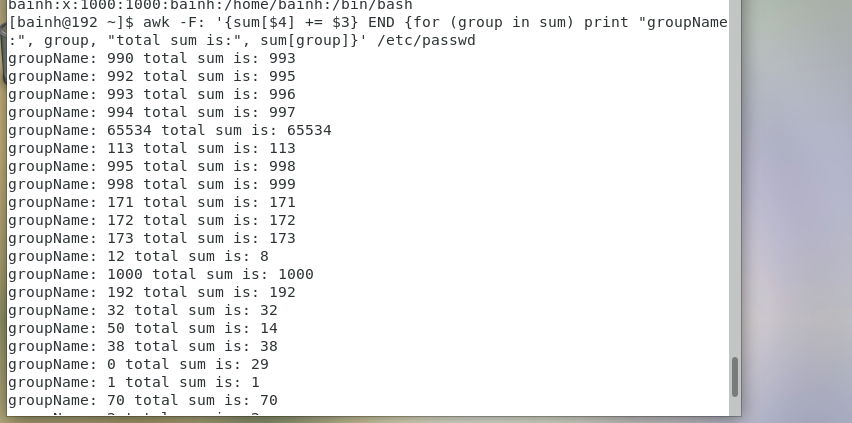 bainh:x:1000:1000:bainh:/home/bainh:/bin/bash
[bainh@192 ~]$ awk -F: '{sum[$4] += $3} END {for (group in sum) print "groupName
:", group, "total sum is:", sum[group]}' /etc/passwd
groupName: 990 total sum is: 993
groupName: 992 total sum is: 995
groupName: 993 total sum is: 996
groupName: 994 total sum is: 997
groupName: 65534 total sum is: 65534
groupName: 113 total sum is: 113
groupName: 995 total sum is: 998
groupName: 998 total sum is: 999
groupName: 171 total sum is: 171
groupName: 172 total sum is: 172
groupName: 173 total sum is: 173
groupName: 12 total sum is: 8
groupName: 1000 total sum is: 1000
groupName: 192 total sum is: 192
groupName: 32 total sum is: 32
groupName: 50 total sum is: 14
groupName: 38 total sum is: 38
groupName: 0 total sum is: 29
groupName: 1 total sum is: 1
groupName: 70 total sum is: 70